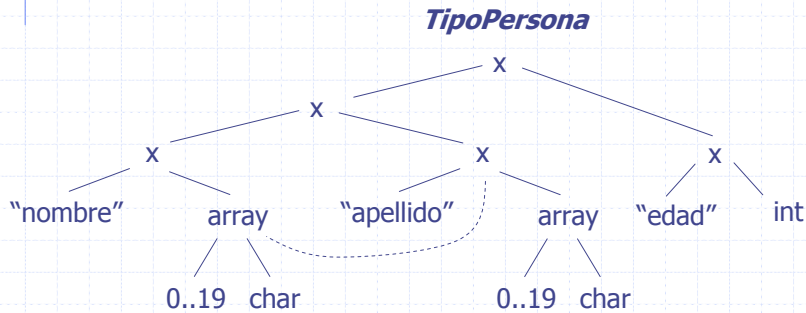 TipoPersona
x
x
x x x
“nombre” array “apellido” array “edad” int
0..19 char 0..19 char